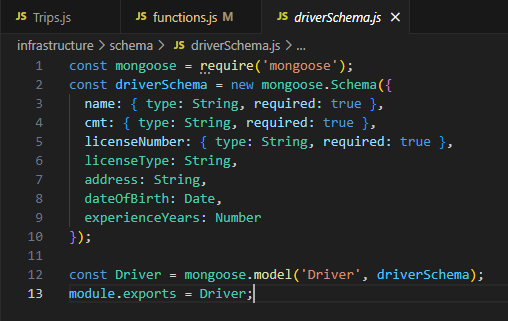 JS Trips.js JS functions.js M JS driverSchema.js ×
infrastructure > schema > JS driverSchema.js > ...
1 const mongoose = require('mongoose');
2 const driverSchema = new mongoose.Schema({
3   name: { type: String, required: true },
4   cmt: { type: String, required: true },
5   licenseNumber: { type: String, required: true },
6   licenseType: String,
7   address: String,
8   dateOfBirth: Date,
9   experienceYears: Number
10 });
11
12 const Driver = mongoose.model('Driver', driverSchema);
13 module.exports = Driver;